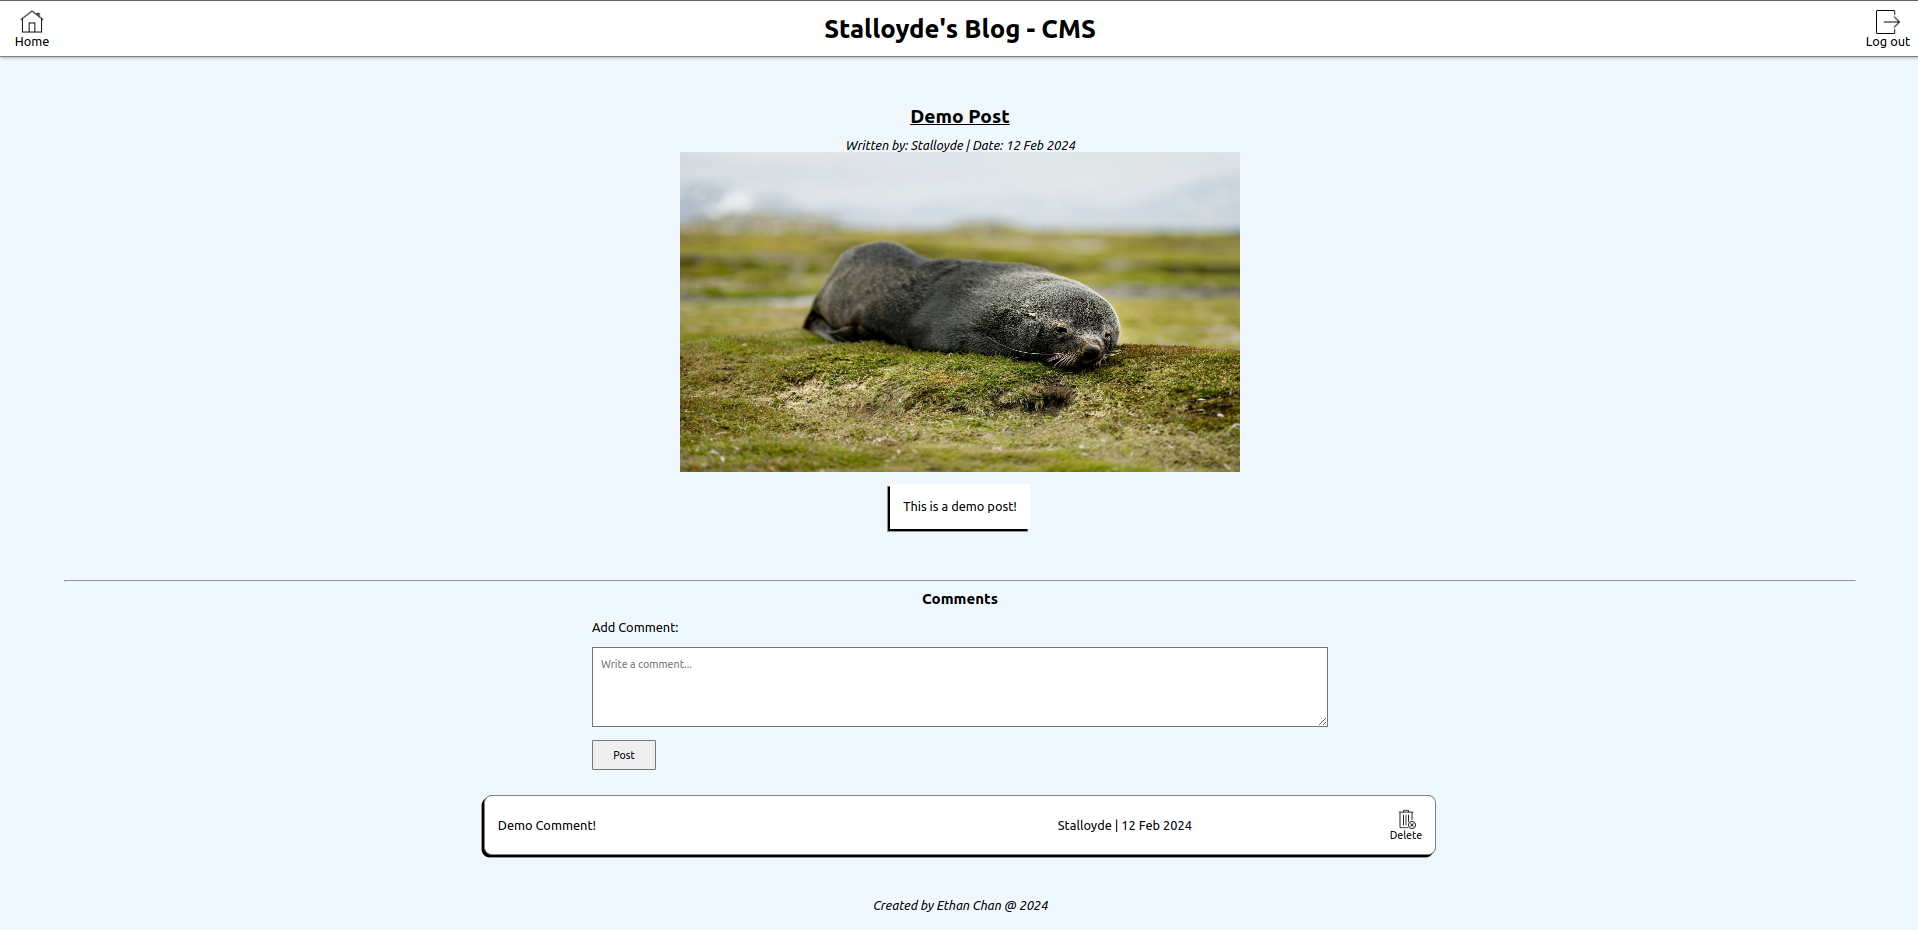 Home
Stalloyde's Blog - CMS
Log out
Demo Post
Written by: Stalloyde | Date: 12 Feb 2024
This is a demo post!
Comments
Add Comment:
Write a comment...
Post
Demo Comment!
Stalloyde | 12 Feb 2024
Delete
Created by Ethan Chan @ 2024